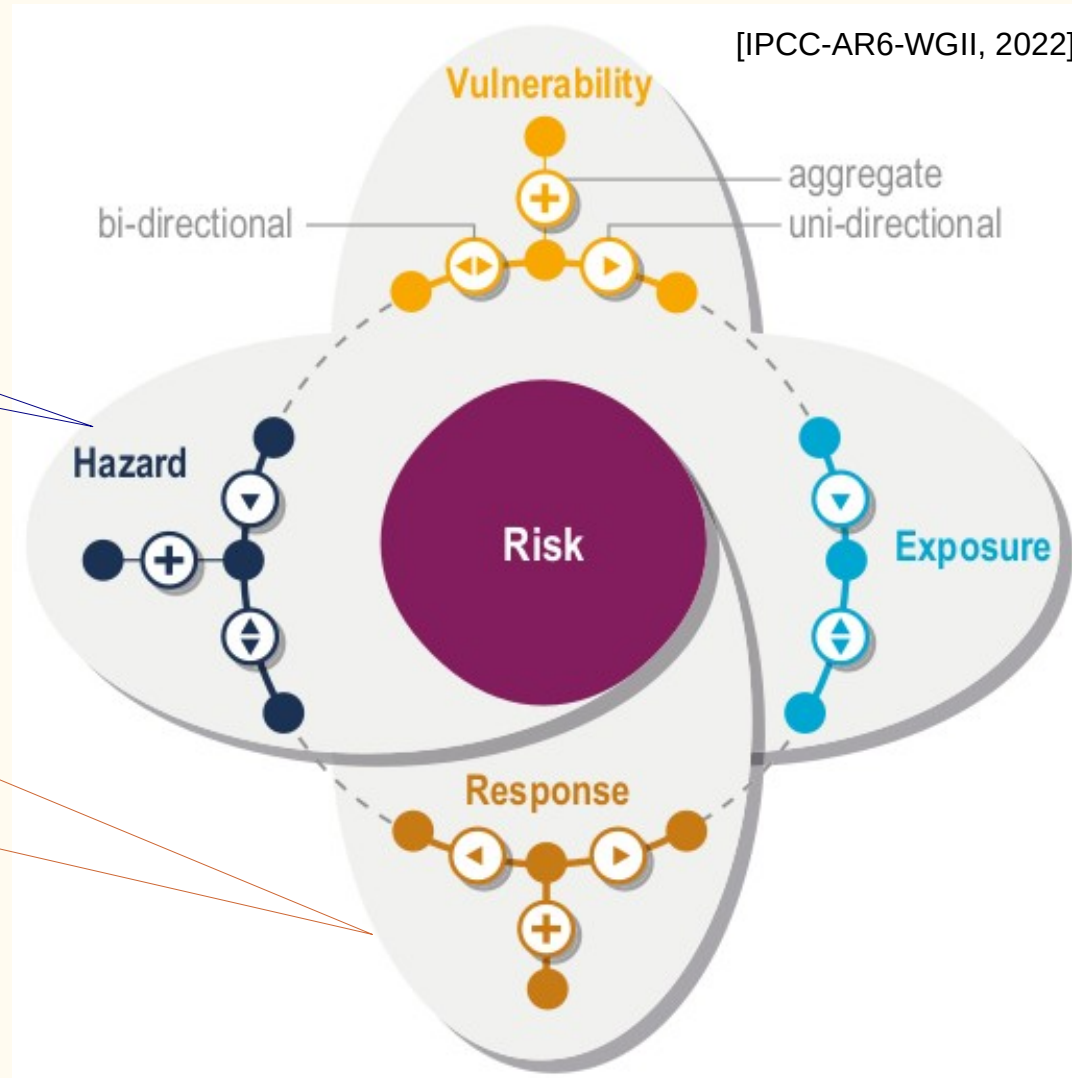 [IPCC-AR6-WGII, 2022]
Vulnerability
aggregate
bi-directional
uni-directional
Hazard
Risk
Exposure
Response